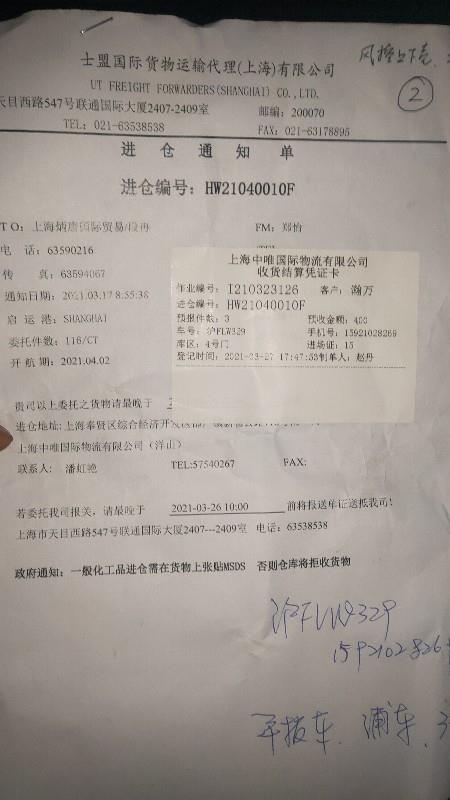 风控上下亮
②
士盟国际货物运输代理(上海)有限公司
UT FREIGHT FORWARDERS(SHANGHAI) CO., LTD.
天目西路547号联通国际大厦2407-2409室 邮编：200070
TEL: 021-63538538 FAX: 021-63178895
进 仓 通 知 单
进仓编号：HW21040010F
TO：上海炳唐国际贸易/段冉 FM：郑怡
电 话：63590216
传 真：63594067
通知日期：2021.03.17 8:55:38
启 运 港：SHANGHAI
委托件数：116/CT
开 航 期：2021.04.02
上海中唯国际物流有限公司
收货结算凭证卡
作业编号：I210323126 客户：瀚万
进仓编号：HW21040010F
预报件数：3 预收金额：400
车号：沪FLW329 手机号：15921028269
库区：4号门 进场证：15
登记时间：2021-03-27 17:47:53制单人：赵丹
贵司以上委托之货物请最晚于
进仓地址：上海奉贤区综合经济开发区
上海中唯国际物流有限公司（洋山）
联系人：潘虹艳 TEL:57540267 FAX:
若委托我司报关，请最晚于 2021-03-26 10:00 前将报送单证送抵我司！
上海市天目西路547号联通国际大厦2407---2409室 电话：63538538
政府通知：一般化工品进仓需在货物上张贴MSDS 否则仓库将拒收货物
沪FLW329
1592102826
平板车、浦东、